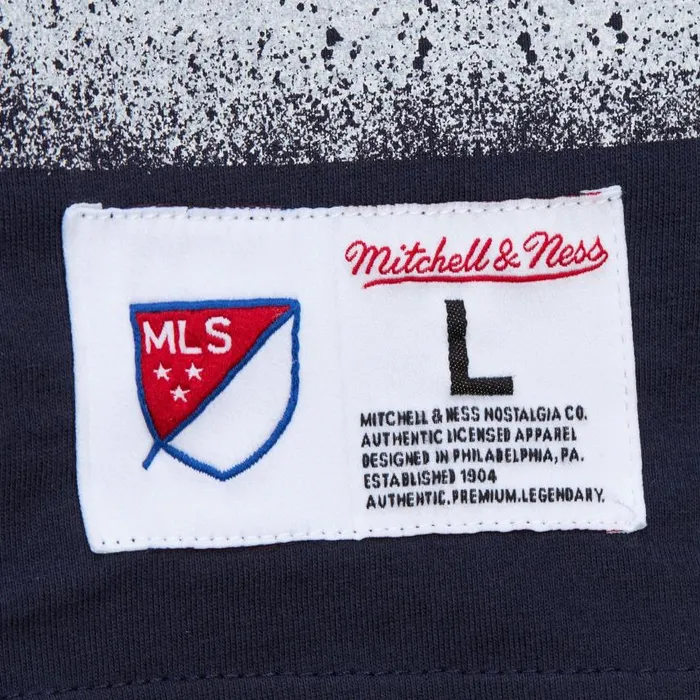 MLS
Mitchell & Ness
L
MITCHELL & NESS NOSTALGIA CO.
AUTHENTIC LICENSED APPAREL
DESIGNED IN PHILADELPHIA, PA.
ESTABLISHED 1904
AUTHENTIC.PREMIUM.LEGENDARY.